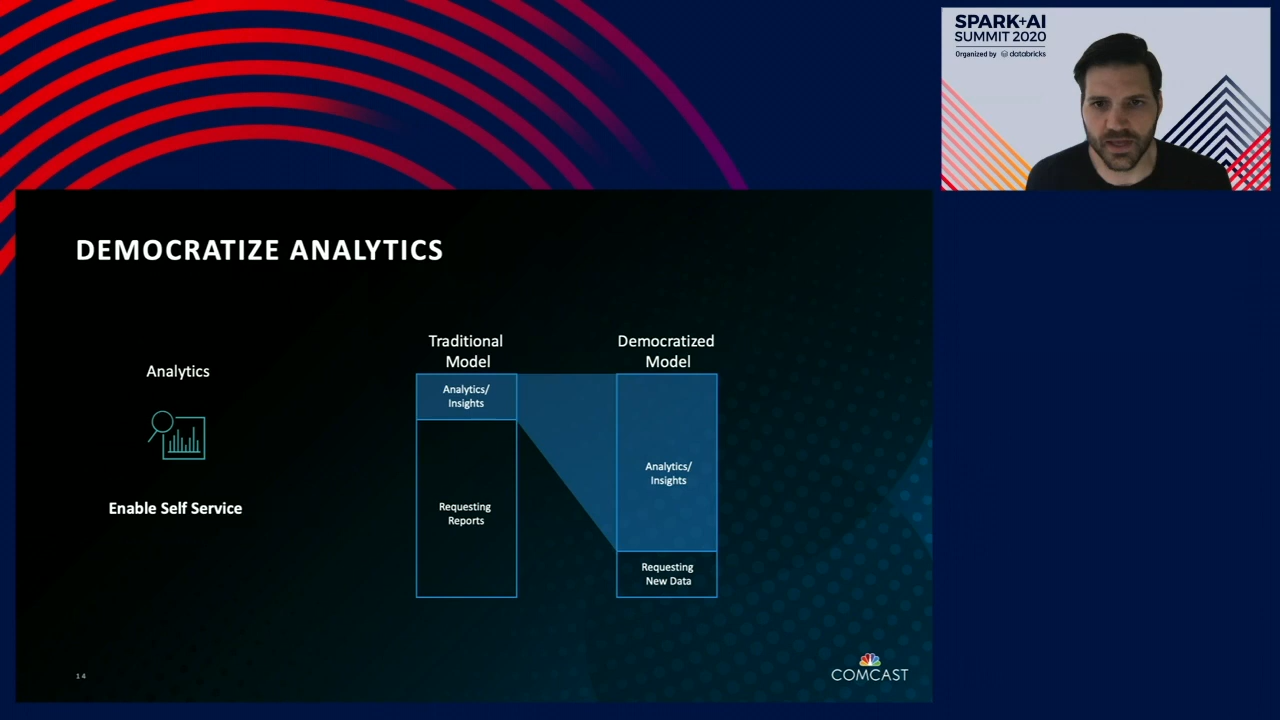 SPARK+AI
SUMMIT 2020
Organized by databricks
DEMOCRATIZE ANALYTICS
Analytics
Enable Self Service
Traditional
Model
Analytics/
Insights
Requesting
Reports
Democratized
Model
Analytics/
Insights
Requesting
New Data
14
COMCAST